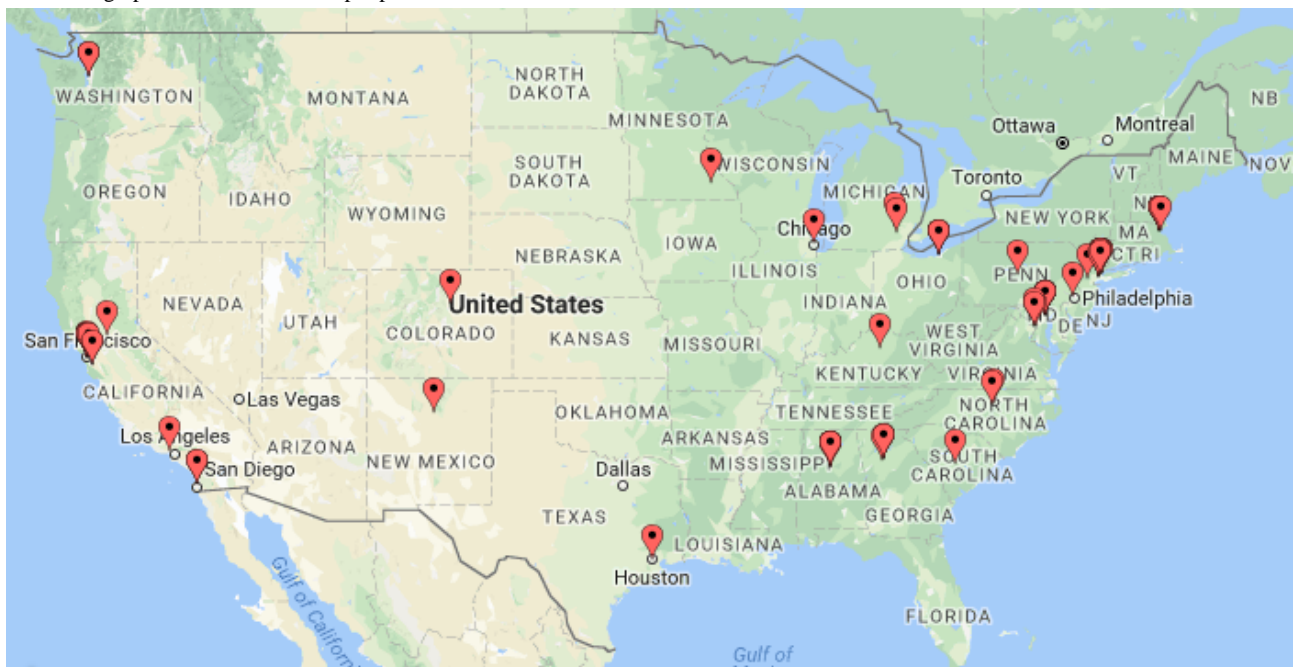 NB
WASHINGTON
MONTANA
NORTH
DAKOTA
MINNESOTA
Ottawa
Montreal
MAINE
NOV
VT
OREGON
IDAHO
SOUTH
DAKOTA
WISCONSIN
MICHIGAN
Toronto
WYOMING
NEW YORK
MA
CT RI
Chicago
IOWA
NEBRASKA
ILLINOIS
OHIO
PENN
INDIANA
United States
Philadelphia
NEVADA
UTAH
COLORADO
KANSAS
MISSOURI
WEST
VIRGINIA
DE
NJ
San Francisco
KENTUCKY
VIRGINIA
CALIFORNIA
Las Vegas
OKLAHOMA
TENNESSEE
NORTH
CAROLINA
Los Angeles
ARIZONA
NEW MEXICO
ARKANSAS
MISSISSIPPI
SOUTH
CAROLINA
San Diego
Dallas
ALABAMA
TEXAS
GEORGIA
LOUISIANA
Houston
Gulf of California
FLORIDA
Gulf of